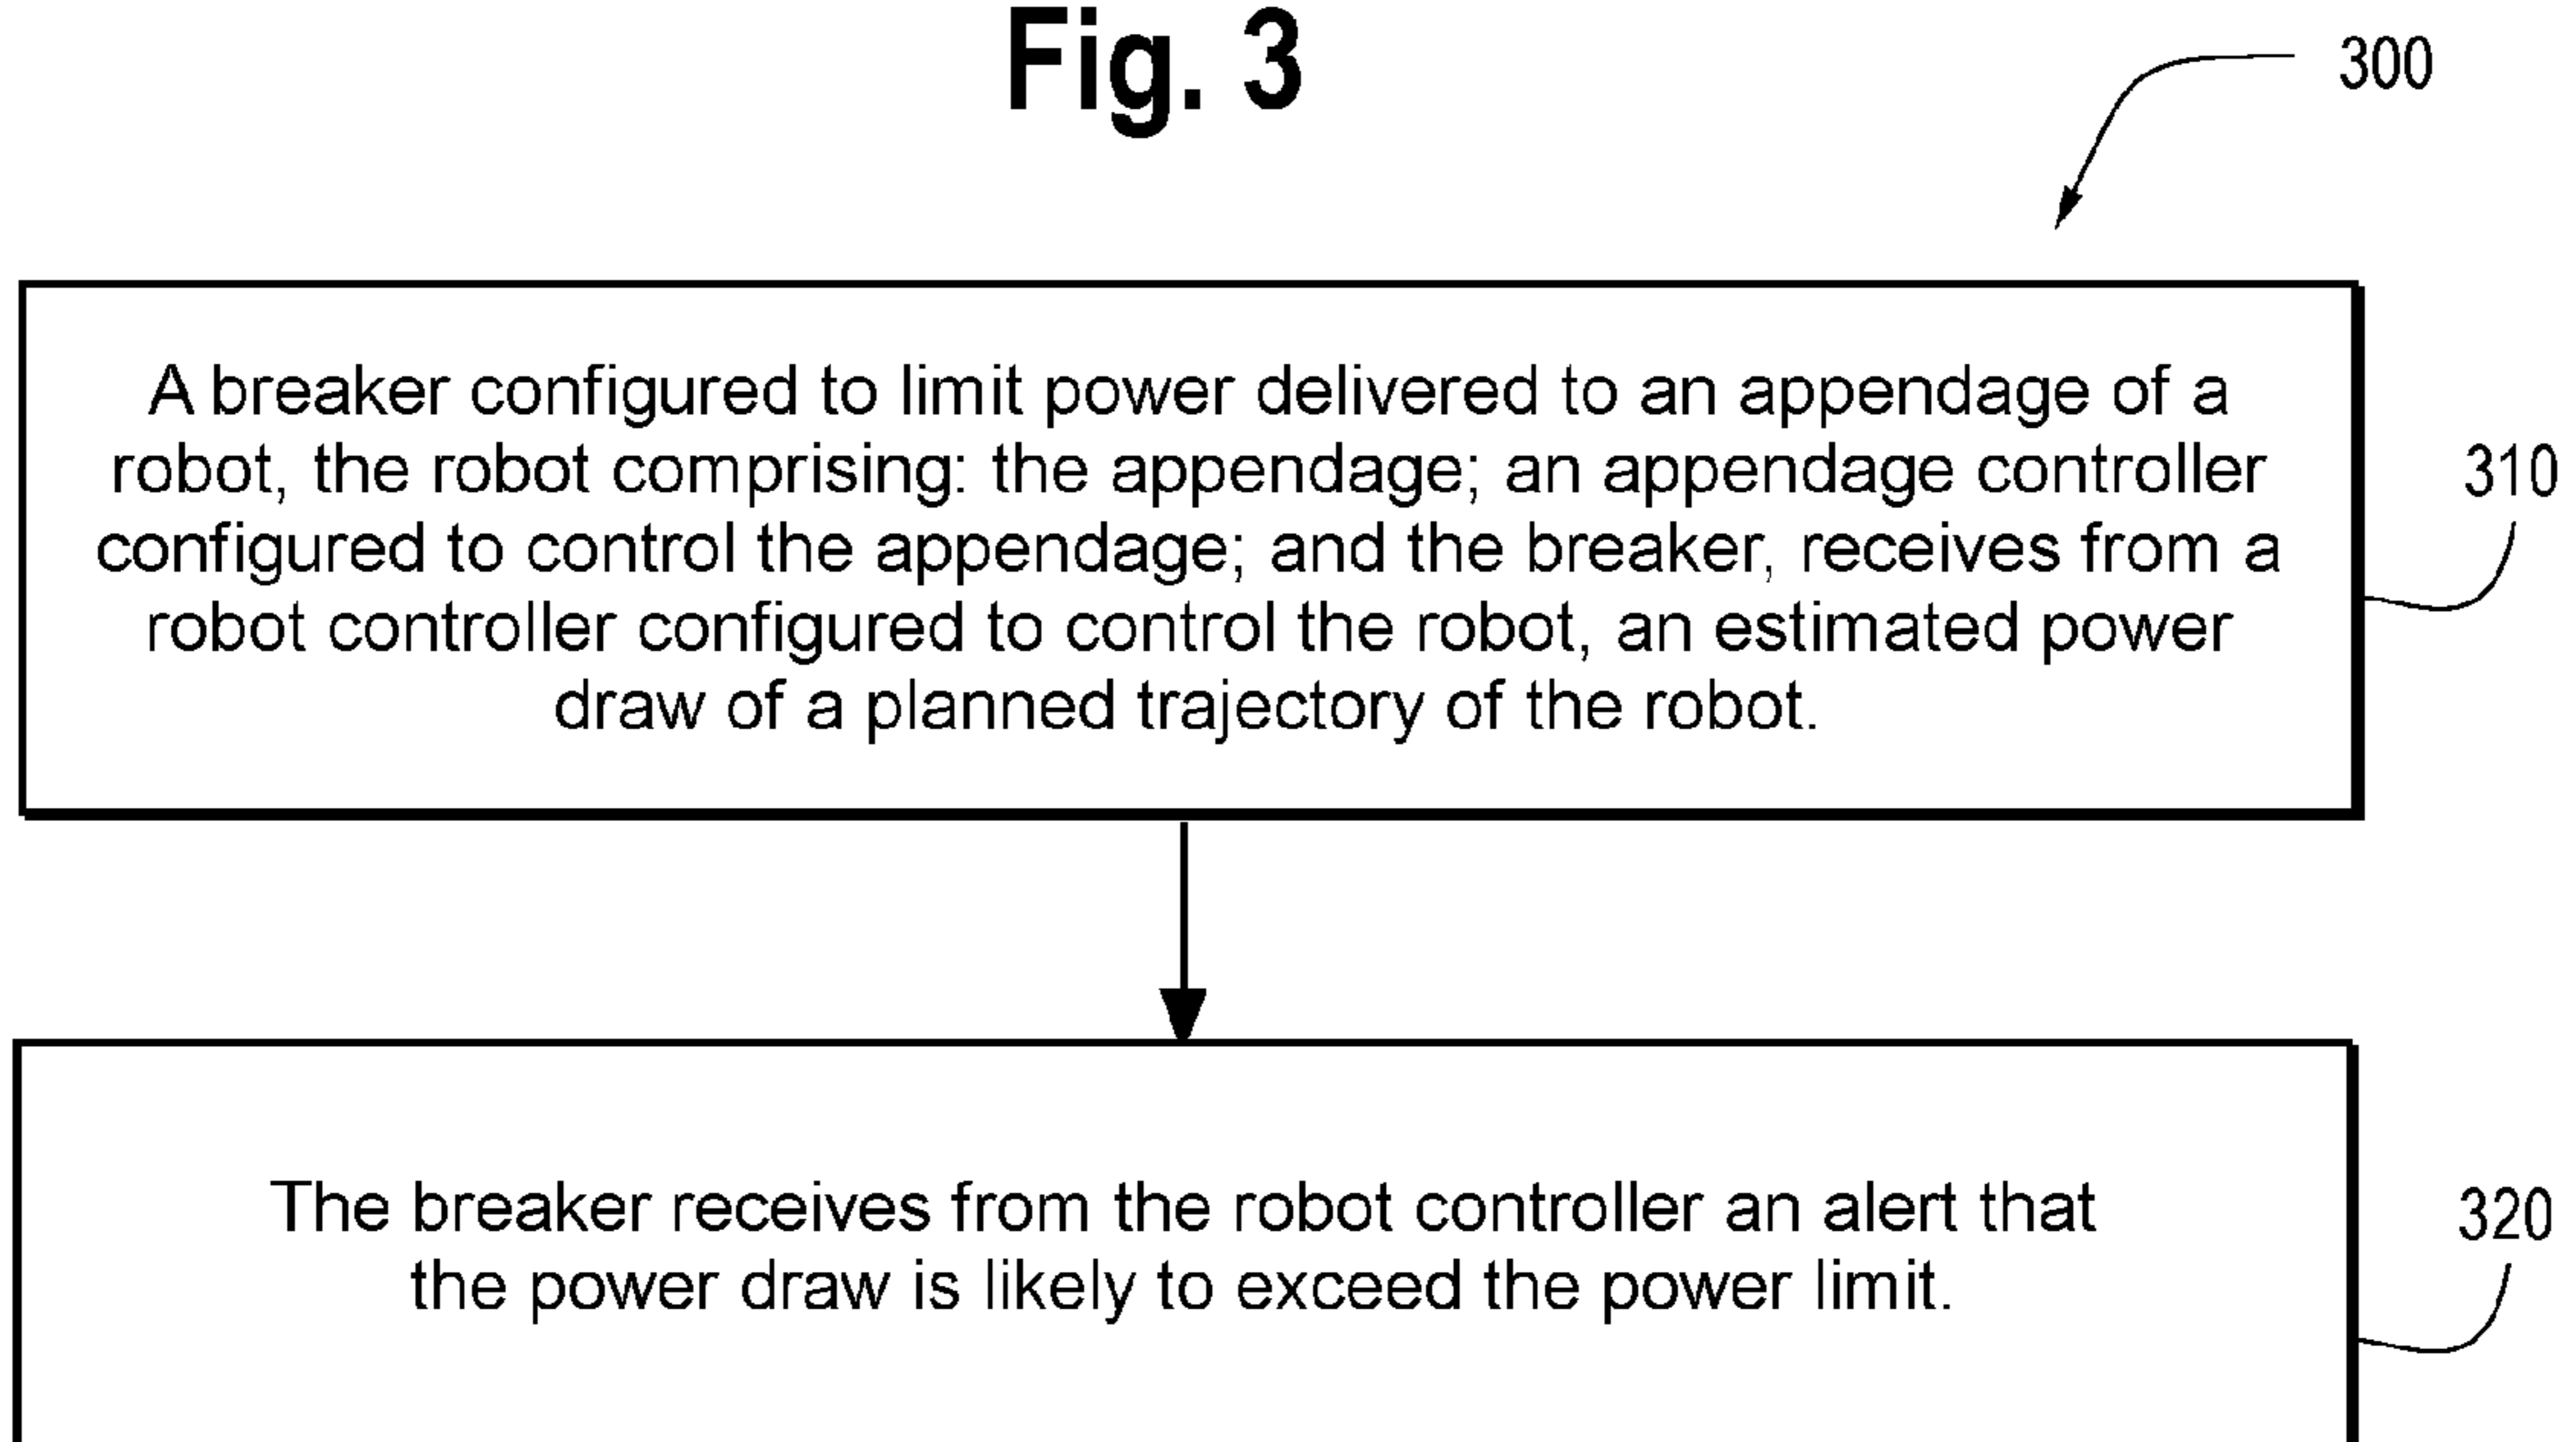 Fig. 3
300
A breaker configured to limit power delivered to an appendage of a
robot, the robot comprising: the appendage; an appendage controller
configured to control the appendage; and the breaker, receives from a
robot controller configured to control the robot, an estimated power
draw of a planned trajectory of the robot.
310
The breaker receives from the robot controller an alert that
the power draw is likely to exceed the power limit.
320